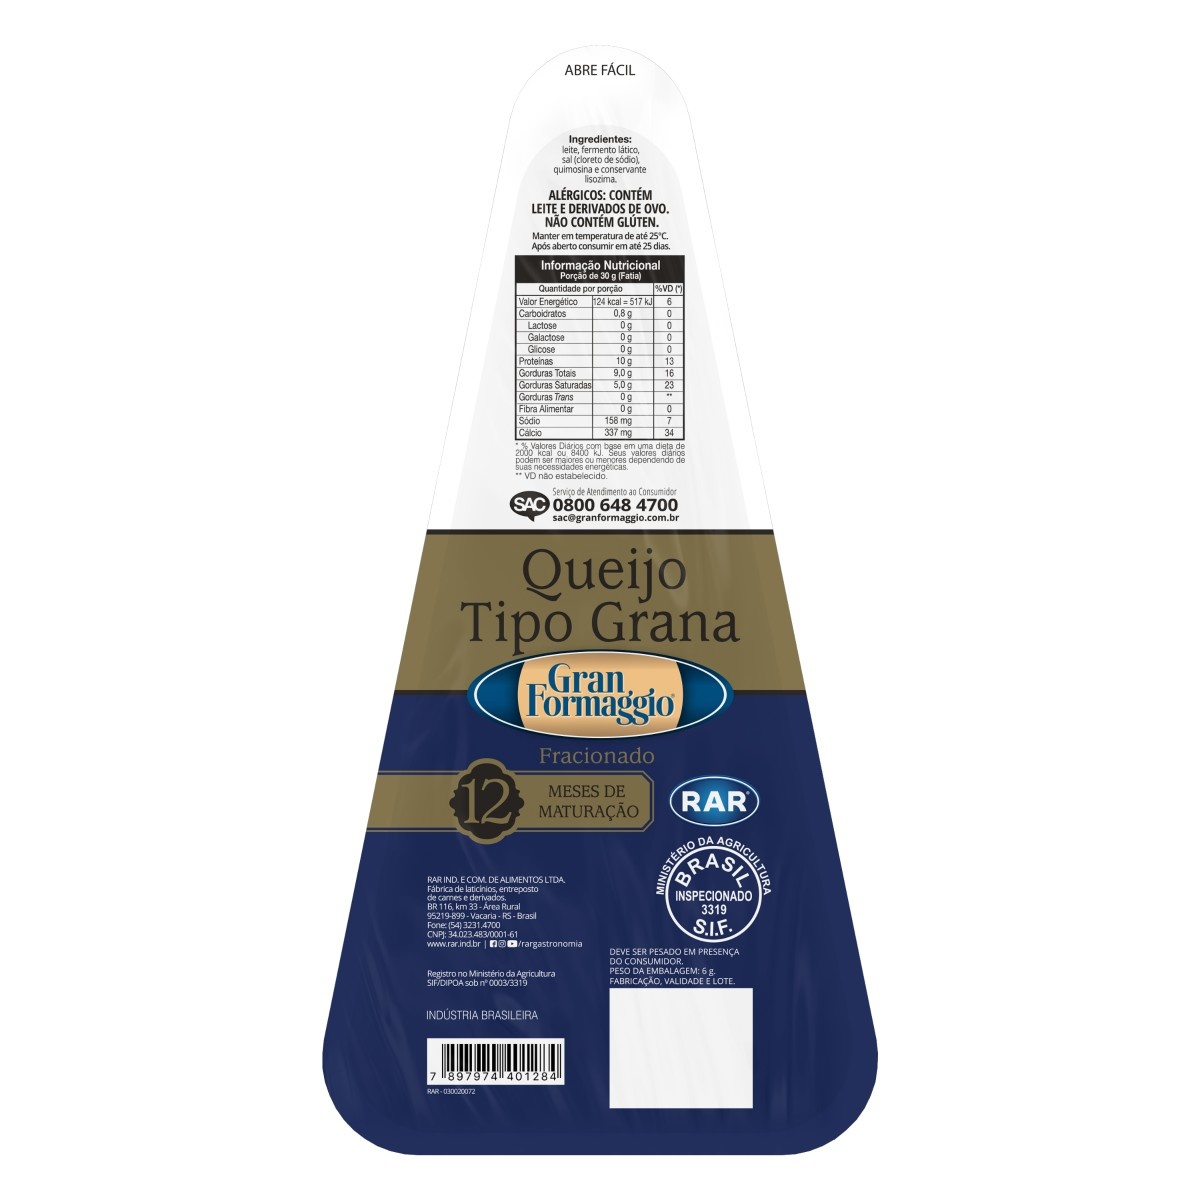 ABRE FÁCIL
Ingredientes:
leite, fermento lático,
sal (cloreto de sódio),
quimosina e conservante
lisozima.
ALÉRGICOS: CONTÉM
LEITE E DERIVADOS DE OVO.
NÃO CONTÉM GLÚTEN.
Manter em temperatura de até 25°C.
Após aberto consumir em até 25 dias.
Informação Nutricional
Porção de 30 g (Fatia)
Quantidade por porção %VD (*)
Valor Energético 124 kcal = 517 kJ 6
Carboidratos 0,8 g 0
Lactose 0 g 0
Galactose 0 g 0
Glicose 0 g 0
Proteínas 10 g 13
Gorduras Totais 9,0 g 16
Gorduras Saturadas 5,0 g 23
Gorduras Trans 0 g **
Fibra Alimentar 0 g 0
Sódio 158 mg 7
Cálcio 337 mg 34
* % Valores Diários com base em uma dieta de
2000 kcal ou 8400 kJ. Seus valores diários
podem ser maiores ou menores dependendo de
suas necessidades energéticas.
** VD não estabelecido.
Serviço de Atendimento ao Consumidor
SAC 0800 648 4700
sac@granformaggio.com.br
Queijo
Tipo Grana
Gran
Formaggio®
Fracionado
12 MESES DE
MATURAÇÃO
RAR®
MINISTÉRIO DA AGRICULTURA
BRASIL
INSPECIONADO
3319
S.I.F.
RAR IND. E COM. DE ALIMENTOS LTDA.
Fábrica de laticínios, entreposto
de carnes e derivados.
BR 116, km 33 - Área Rural
95219-899 - Vacaria - RS - Brasil
Fone: (54) 3231.4700
CNPJ: 34.023.483/0001-61
www.rar.ind.br | /rargastronomia
Registro no Ministério da Agricultura
SIF/DIPOA sob nº 0003/3319
INDÚSTRIA BRASILEIRA
DEVE SER PESADO EM PRESENÇA
DO CONSUMIDOR.
PESO DA EMBALAGEM: 6 g.
FABRICAÇÃO, VALIDADE E LOTE.
7 897974 401284
RAR - 030020072